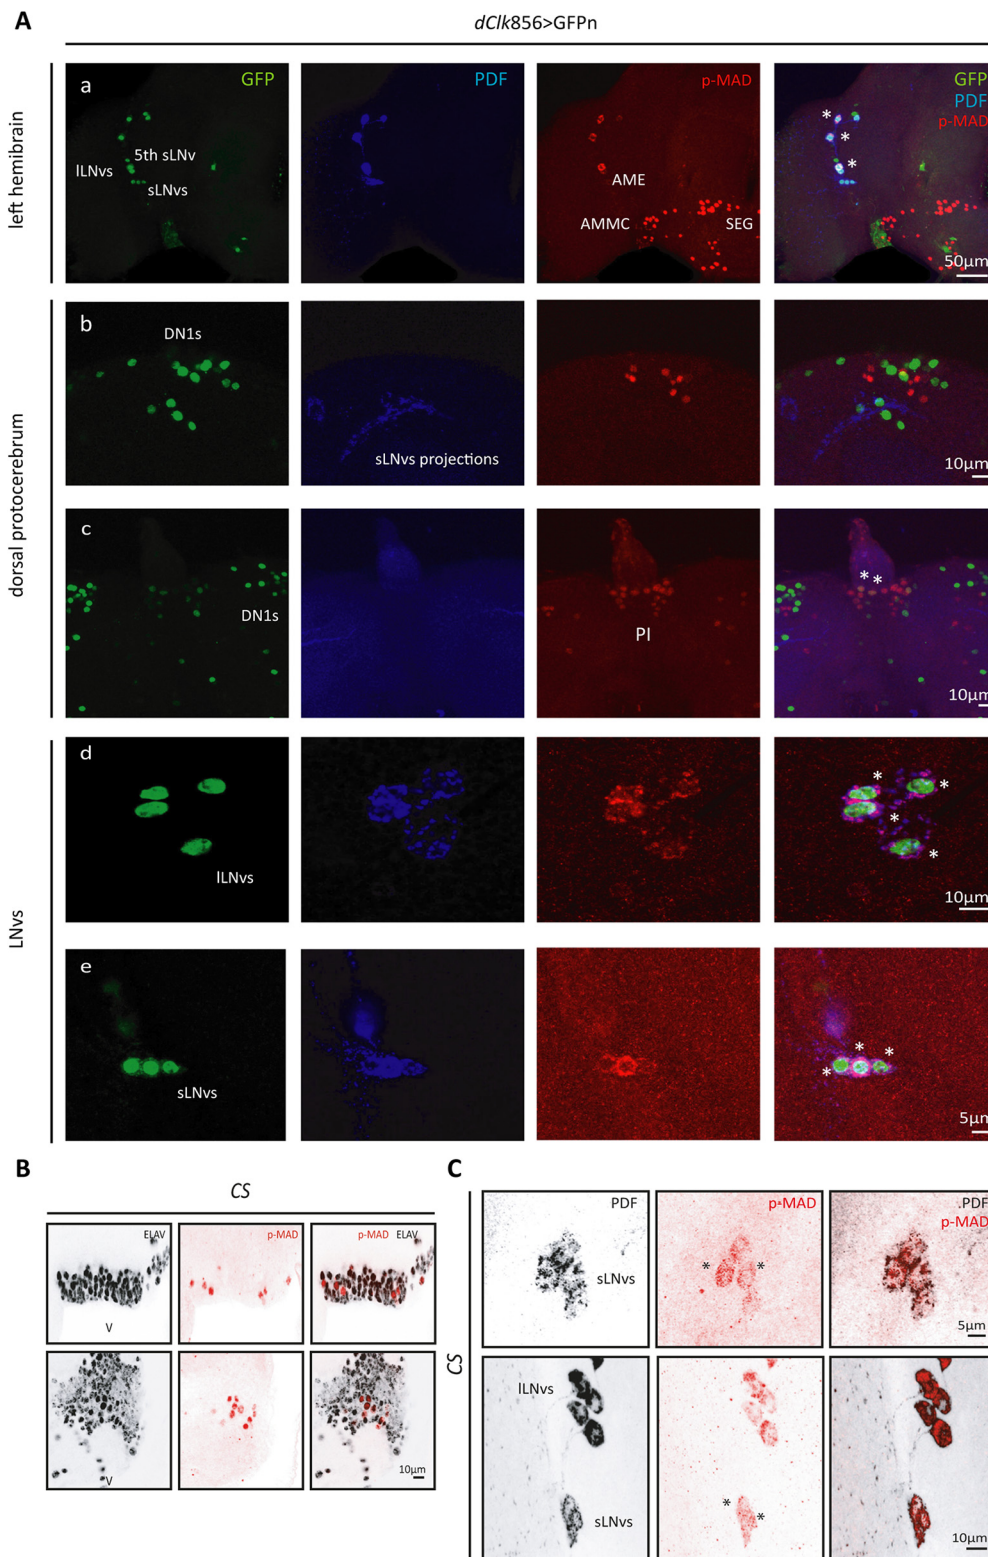 A
dClk856>GFPn
left hemibrain
a
GFP
lLNvs
5th sLNv
sLNvs
PDF
p-MAD
AME
AMMC
SEG
GFP
PDF
p-MAD
*
*
*
50µm
dorsal protocerebrum
b
DN1s
sLNvs projections
10µm
c
DN1s
PI
* *
10µm
LNvs
d
lLNvs
*
*
*
*
10µm
e
sLNvs
*
*
*
5µm
B
CS
ELAV
V
p-MAD
p-MAD ELAV
V
10µm
C
CS
PDF
sLNvs
p-MAD
* *
PDF
p-MAD
5µm
lLNvs
sLNvs
*
*
10µm